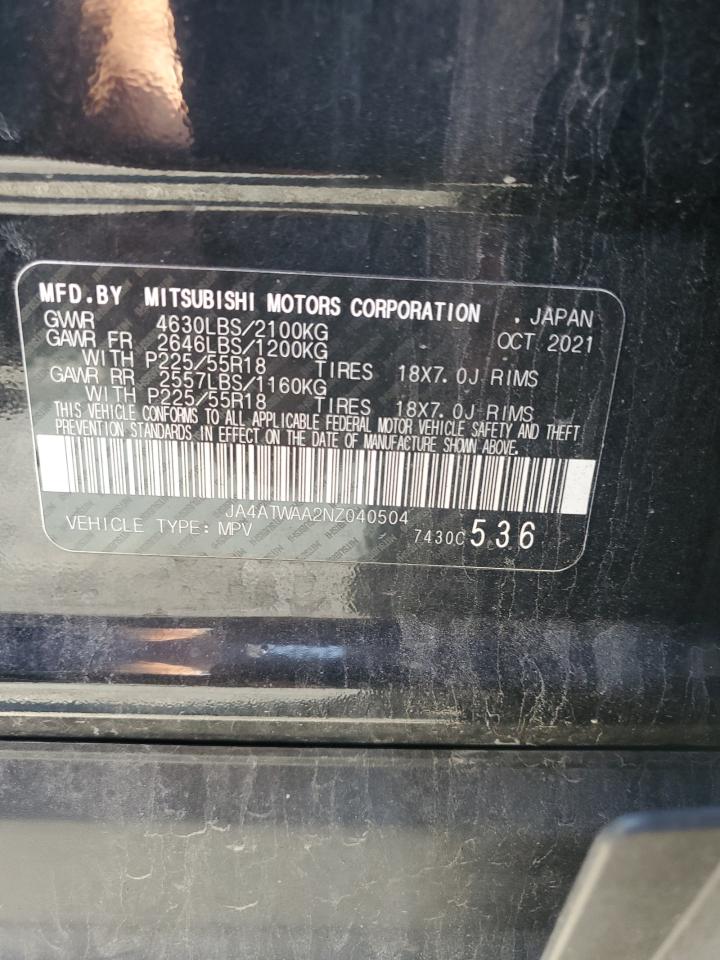 MFD.BY MITSUBISHI MOTORS CORPORATION . JAPAN
GVWR 4630LBS/2100KG OCT 2021
GAWR FR 2646LBS/1200KG
WITH P225/55R18 TIRES 18X7.0J RIMS
GAWR RR 2557LBS/1160KG
WITH P225/55R18 TIRES 18X7.0J RIMS
THIS VEHICLE CONFORMS TO ALL APPLICABLE FEDERAL MOTOR VEHICLE SAFETY AND THEFT
PREVENTION STANDARDS IN EFFECT ON THE DATE OF MANUFACTURE SHOWN ABOVE.
JA4ATWAA2NZ040504
VEHICLE TYPE: MPV 7430C 536